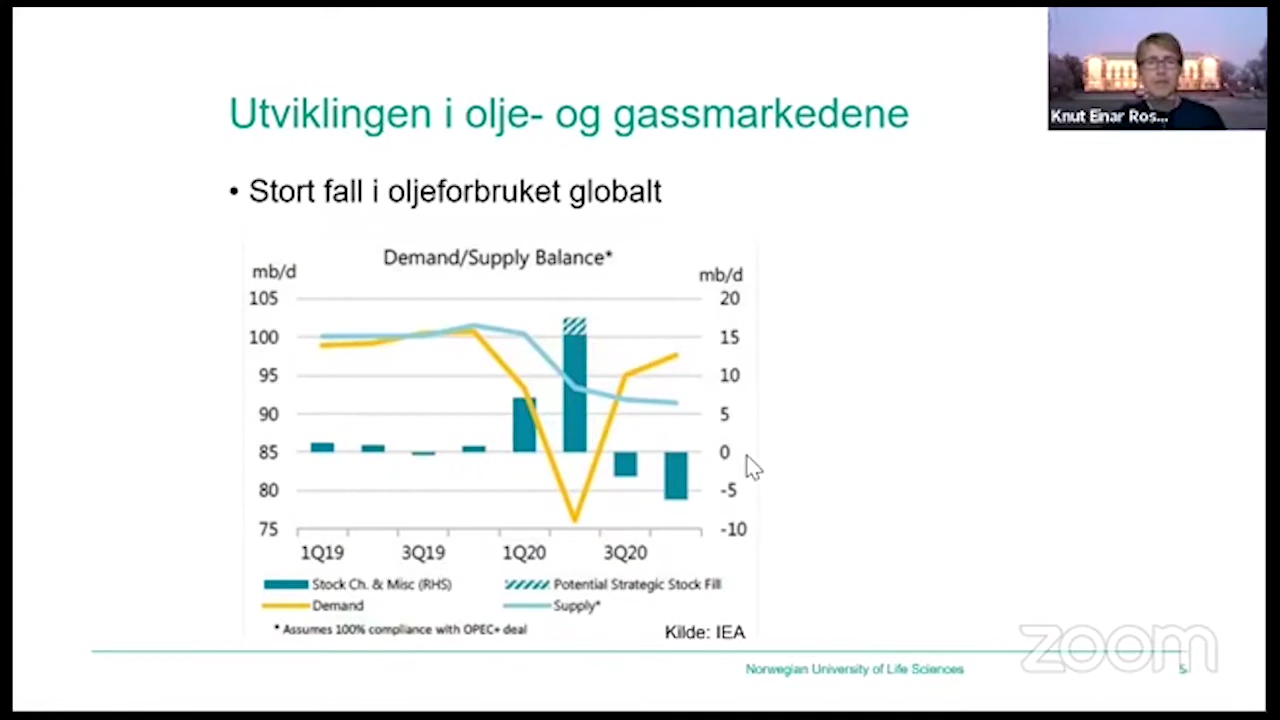 Utviklingen i olje- og gassmarkedene
Knut Einar Ros...
• Stort fall i oljeforbruket globalt
Demand/Supply Balance*
mb/d
mb/d
105
20
100
15
95
10
90
5
85
0
80
-5
75
-10
1Q19
3Q19
1Q20
3Q20
Stock Ch. & Misc (RHS)
Potential Strategic Stock Fill
Demand
Supply*
* Assumes 100% compliance with OPEC+ deal
Kilde: IEA
zoom
Norwegian University of Life Sciences
5